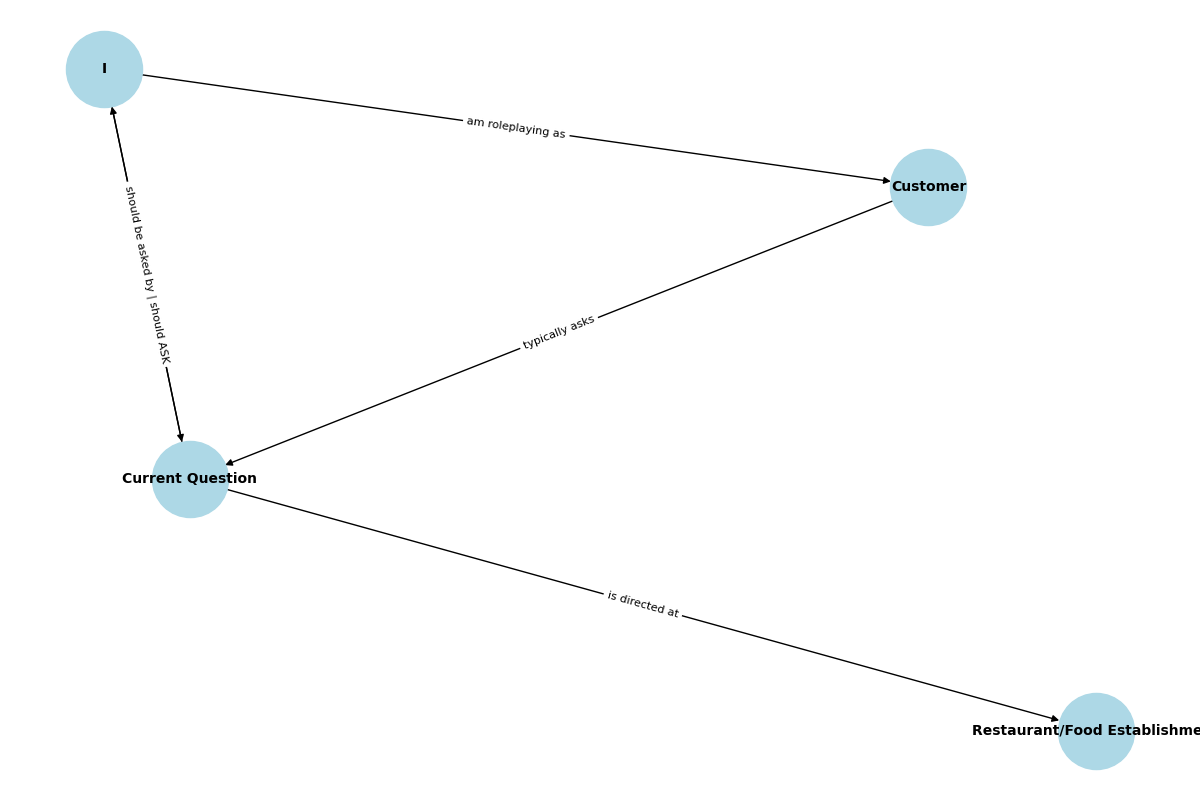 I
am roleplaying as
Customer
should be asked by | should ASK
typically asks
Current Question
is directed at
Restaurant/Food Establishme